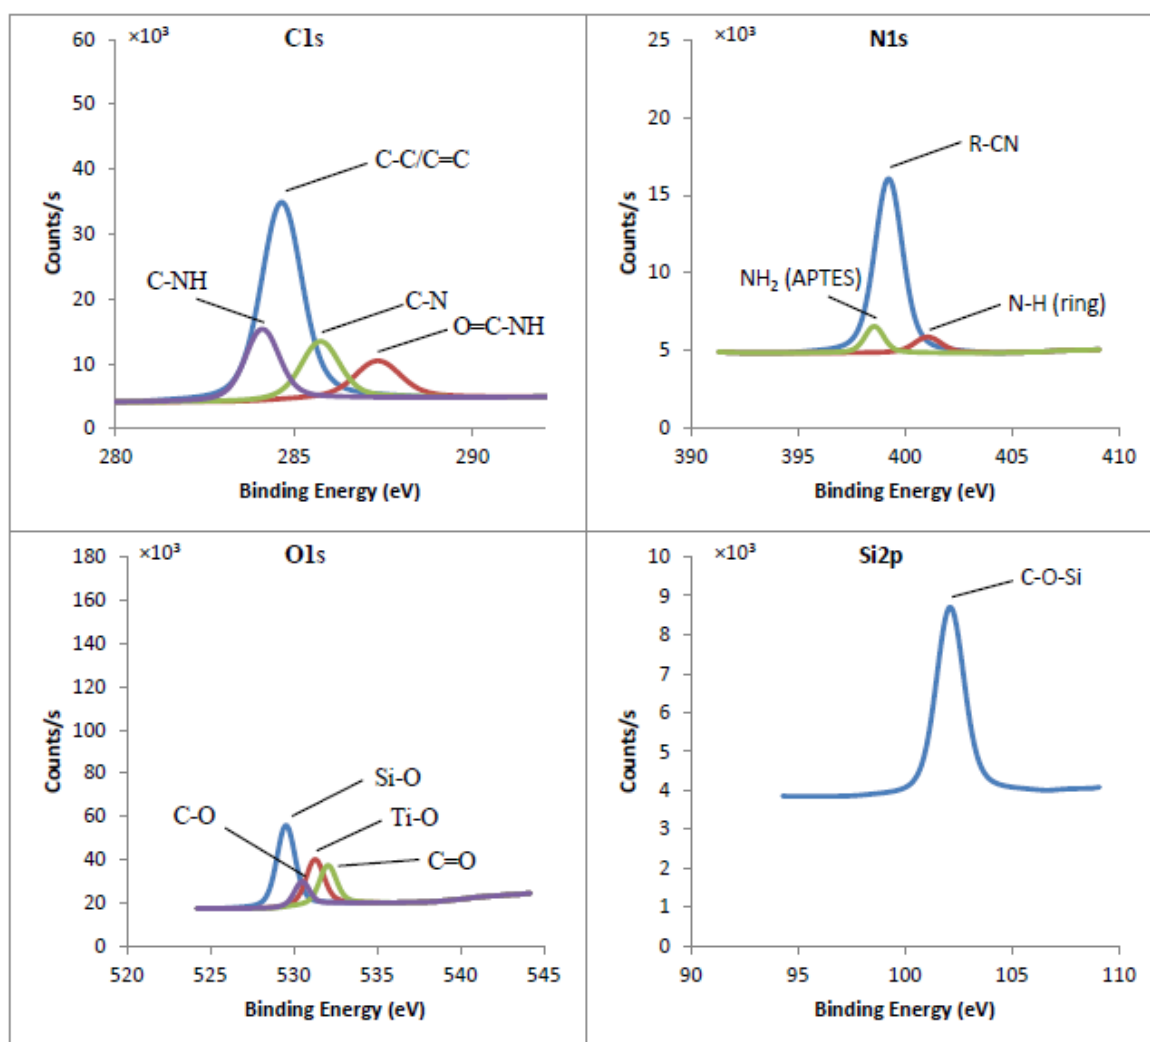 C1s
×10³
60
50
40
30
20
10
0
Counts/s
C-C/C=C
C-NH
C-N
O=C-NH
280
285
290
Binding Energy (eV)
N1s
×10³
25
20
15
10
5
0
Counts/s
R-CN
NH₂ (APTES)
N-H (ring)
390
395
400
405
410
Binding Energy (eV)
O1s
×10³
180
160
140
120
100
80
60
40
20
0
Counts/s
Si-O
C-O
Ti-O
C=O
520
525
530
535
540
545
Binding Energy (eV)
Si2p
×10³
10
9
8
7
6
5
4
3
2
1
0
Counts/s
C-O-Si
90
95
100
105
110
Binding Energy (eV)